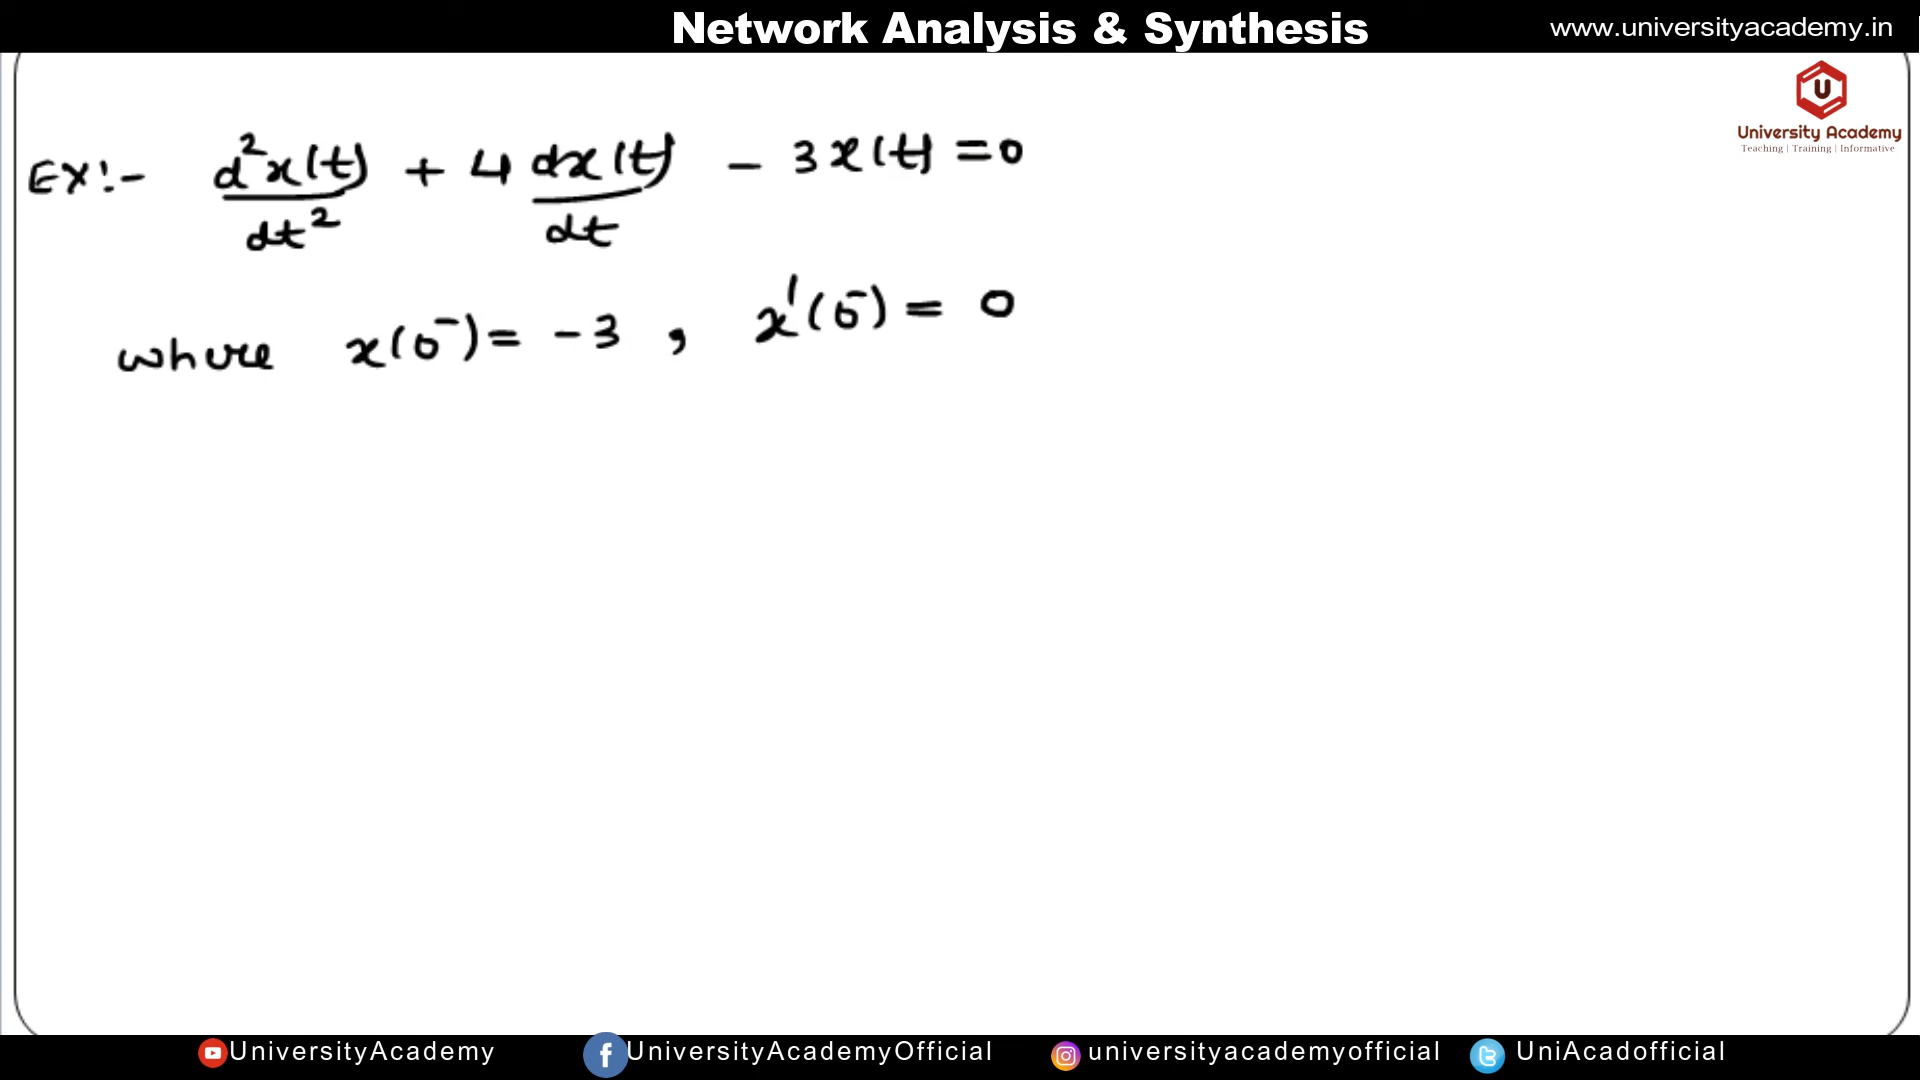 Network Analysis & Synthesis
www.universityacademy.in
U
University Academy
Teaching | Training | Informative
EX:- d²x(t)/dt² + 4 dx(t)/dt - 3x(t) = 0
where x(0⁻) = -3 , x'(0⁻) = 0
UniversityAcademy
UniversityAcademyOfficial
universityacademyofficial
UniAcadofficial